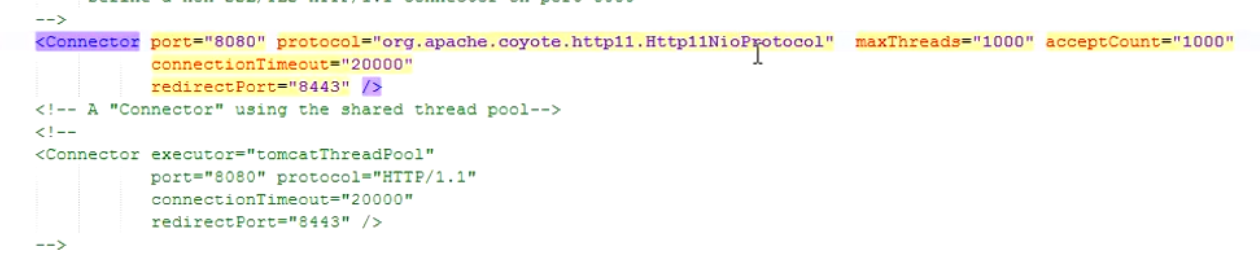 -->
<Connector port="8080" protocol="org.apache.coyote.http11.Http11NioProtocol" maxThreads="1000" acceptCount="1000"
connectionTimeout="20000"
redirectPort="8443" />
<!-- A "Connector" using the shared thread pool-->
<!--
<Connector executor="tomcatThreadPool"
port="8080" protocol="HTTP/1.1"
connectionTimeout="20000"
redirectPort="8443" />
-->